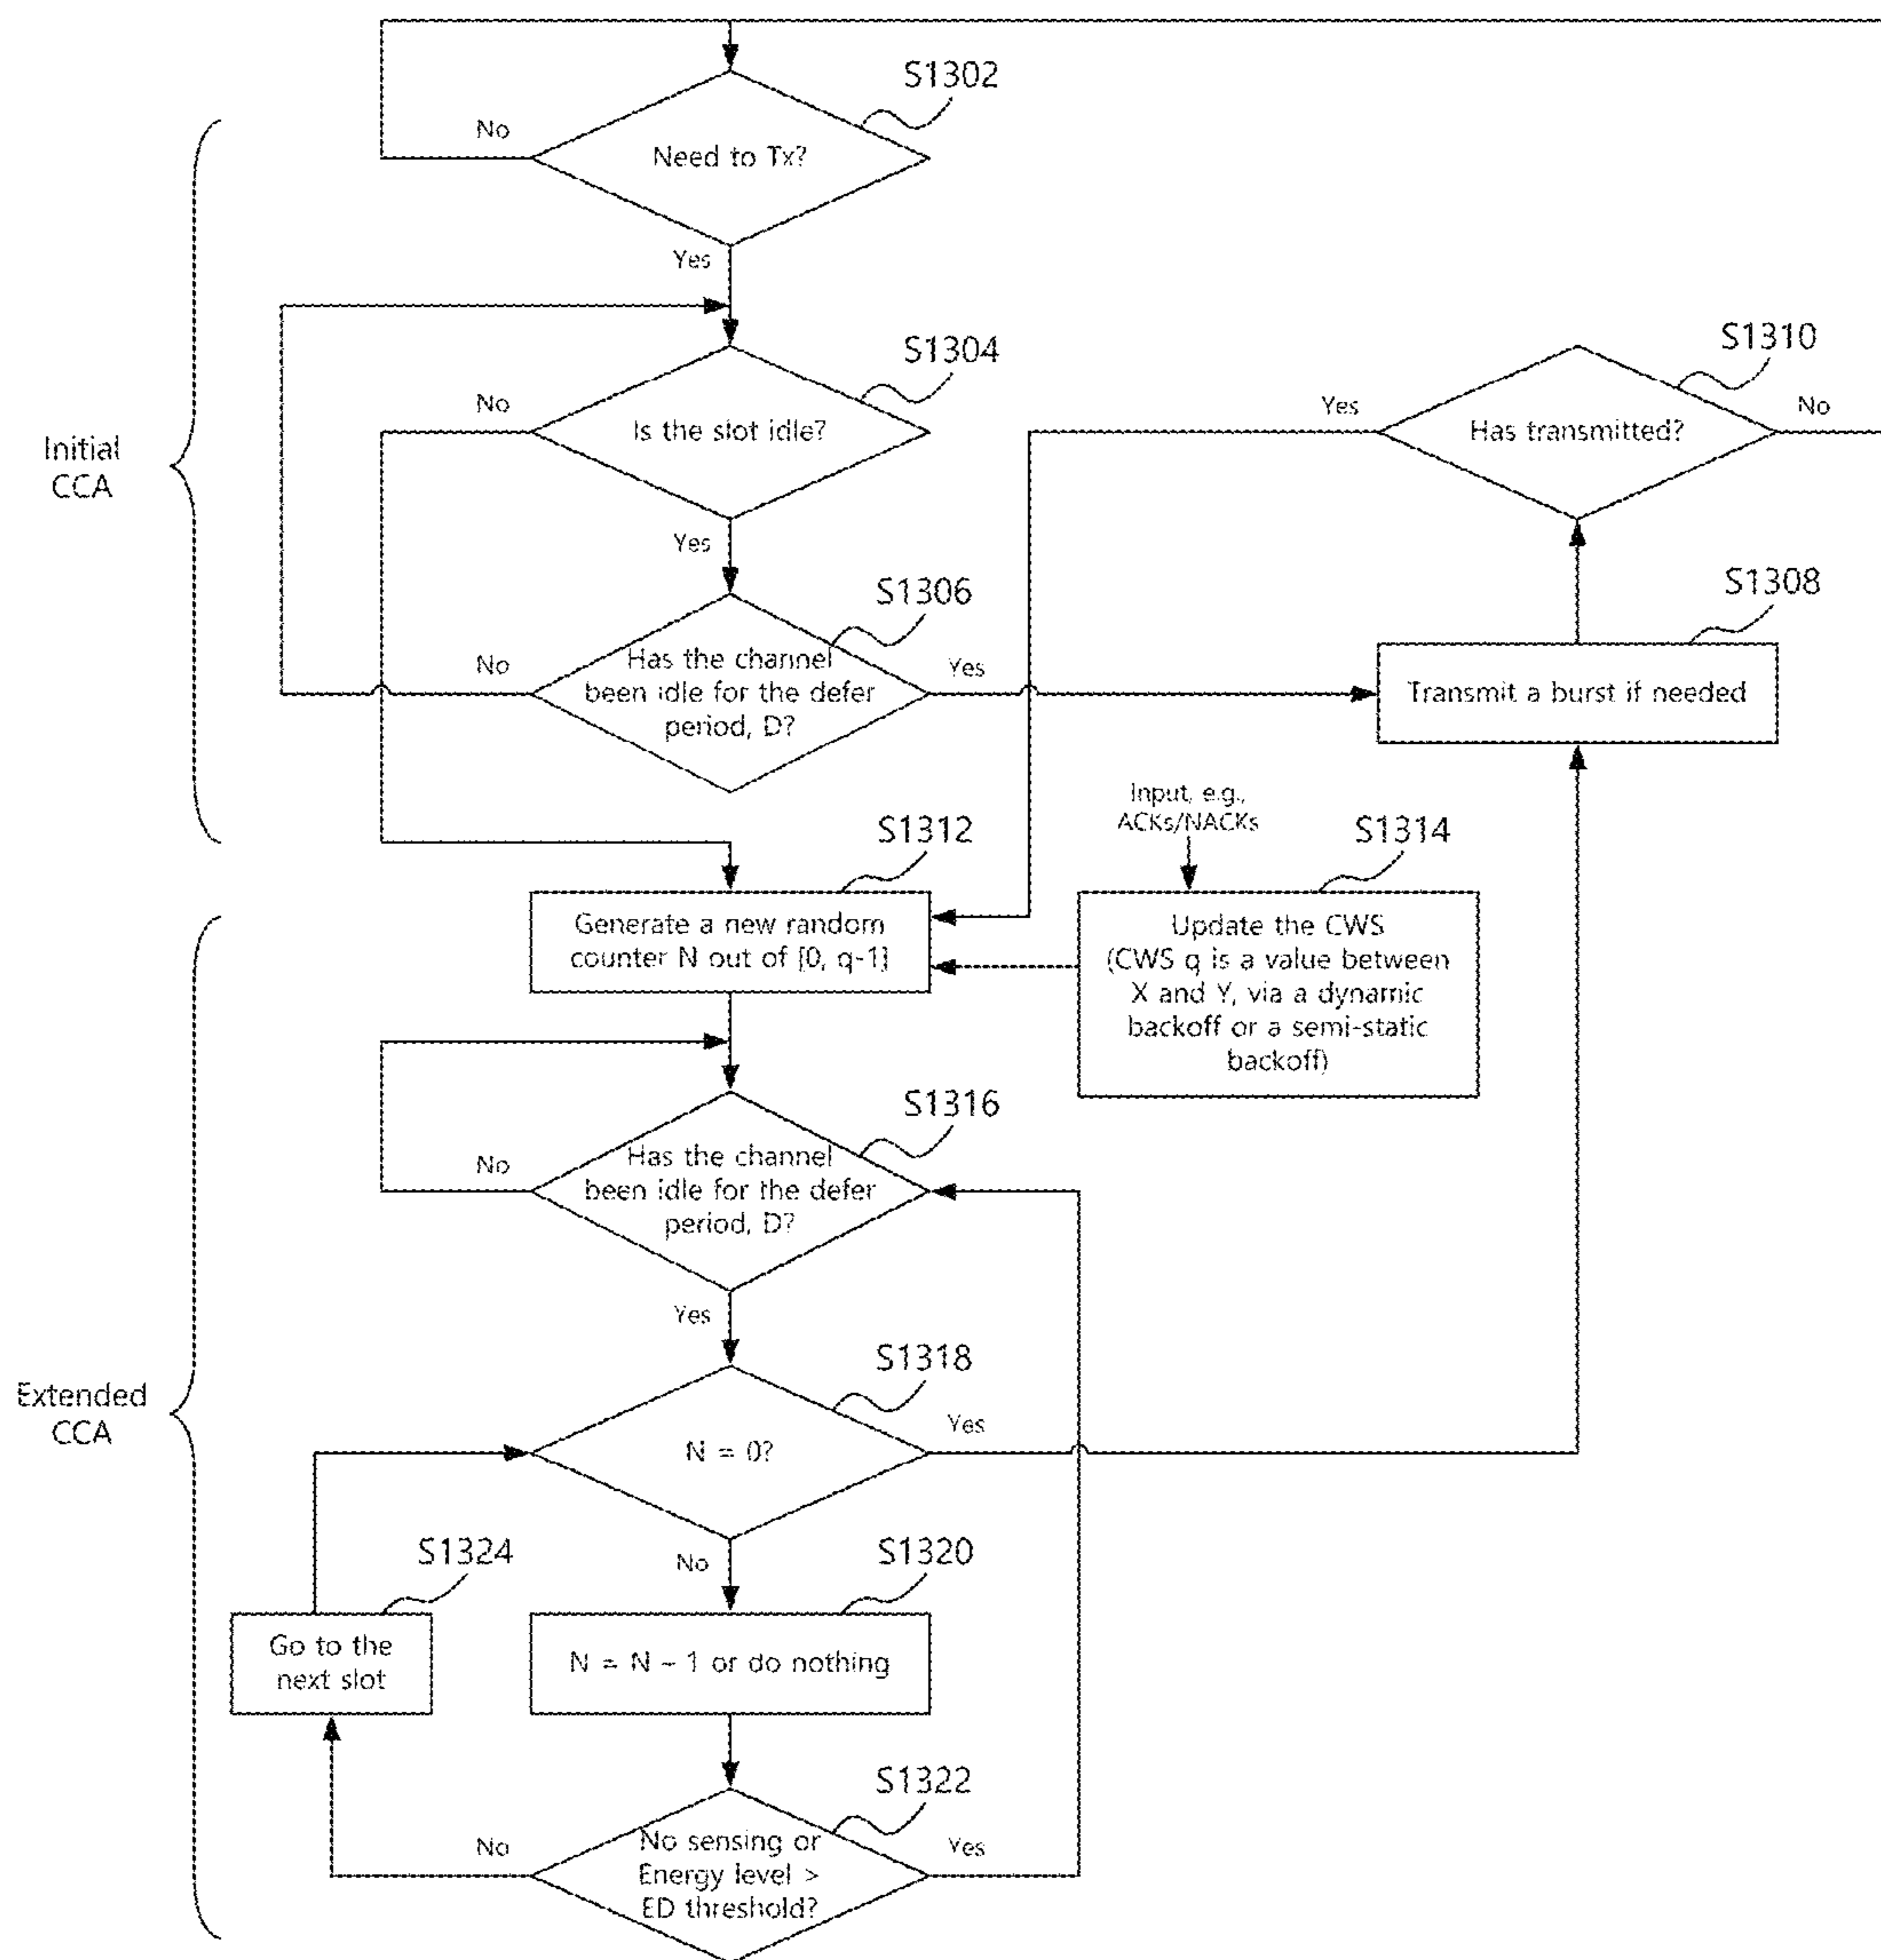 S1302
No
Need to Tx?
Yes
S1304
No
Is the slot idle?
Yes
S1310
Yes
Has transmitted?
No
Initial
CCA
S1306
No
Has the channel
been idle for the defer
period, D?
Yes
S1308
Transmit a burst if needed
Input, e.g.,
ACKs/NACKs
S1312
Generate a new random
counter N out of [0, q-1]
S1314
Update the CWS
(CWS q is a value between
X and Y, via a dynamic
backoff or a semi-static
backoff)
S1316
No
Has the channel
been idle for the defer
period, D?
Yes
Extended
CCA
S1318
N = 0?
Yes
No
S1324
Go to the
next slot
S1320
N = N - 1 or do nothing
S1322
No
No sensing or
Energy level >
ED threshold?
Yes